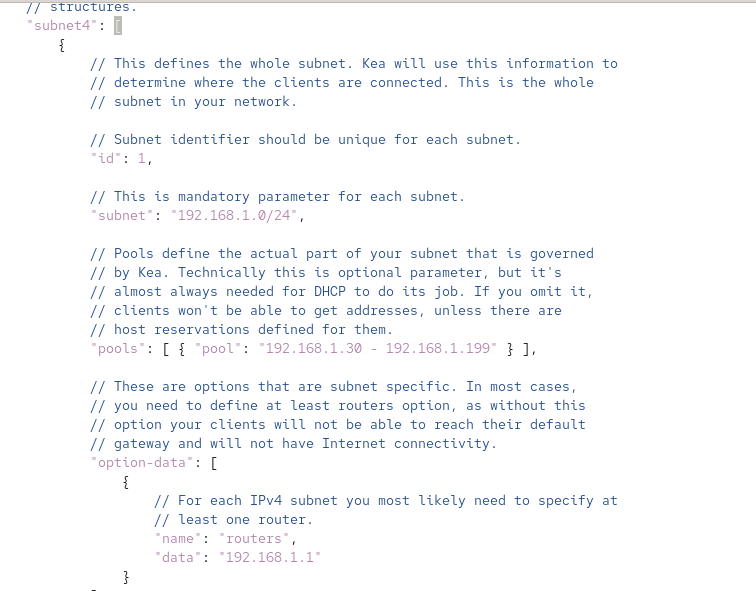 // structures.
"subnet4": [
{
// This defines the whole subnet. Kea will use this information to
// determine where the clients are connected. This is the whole
// subnet in your network.
// Subnet identifier should be unique for each subnet.
"id": 1,
// This is mandatory parameter for each subnet.
"subnet": "192.168.1.0/24",
// Pools define the actual part of your subnet that is governed
// by Kea. Technically this is optional parameter, but it's
// almost always needed for DHCP to do its job. If you omit it,
// clients won't be able to get addresses, unless there are
// host reservations defined for them.
"pools": [ { "pool": "192.168.1.30 - 192.168.1.199" } ],
// These are options that are subnet specific. In most cases,
// you need to define at least routers option, as without this
// option your clients will not be able to reach their default
// gateway and will not have Internet connectivity.
"option-data": [
{
// For each IPv4 subnet you most likely need to specify at
// least one router.
"name": "routers",
"data": "192.168.1.1"
}